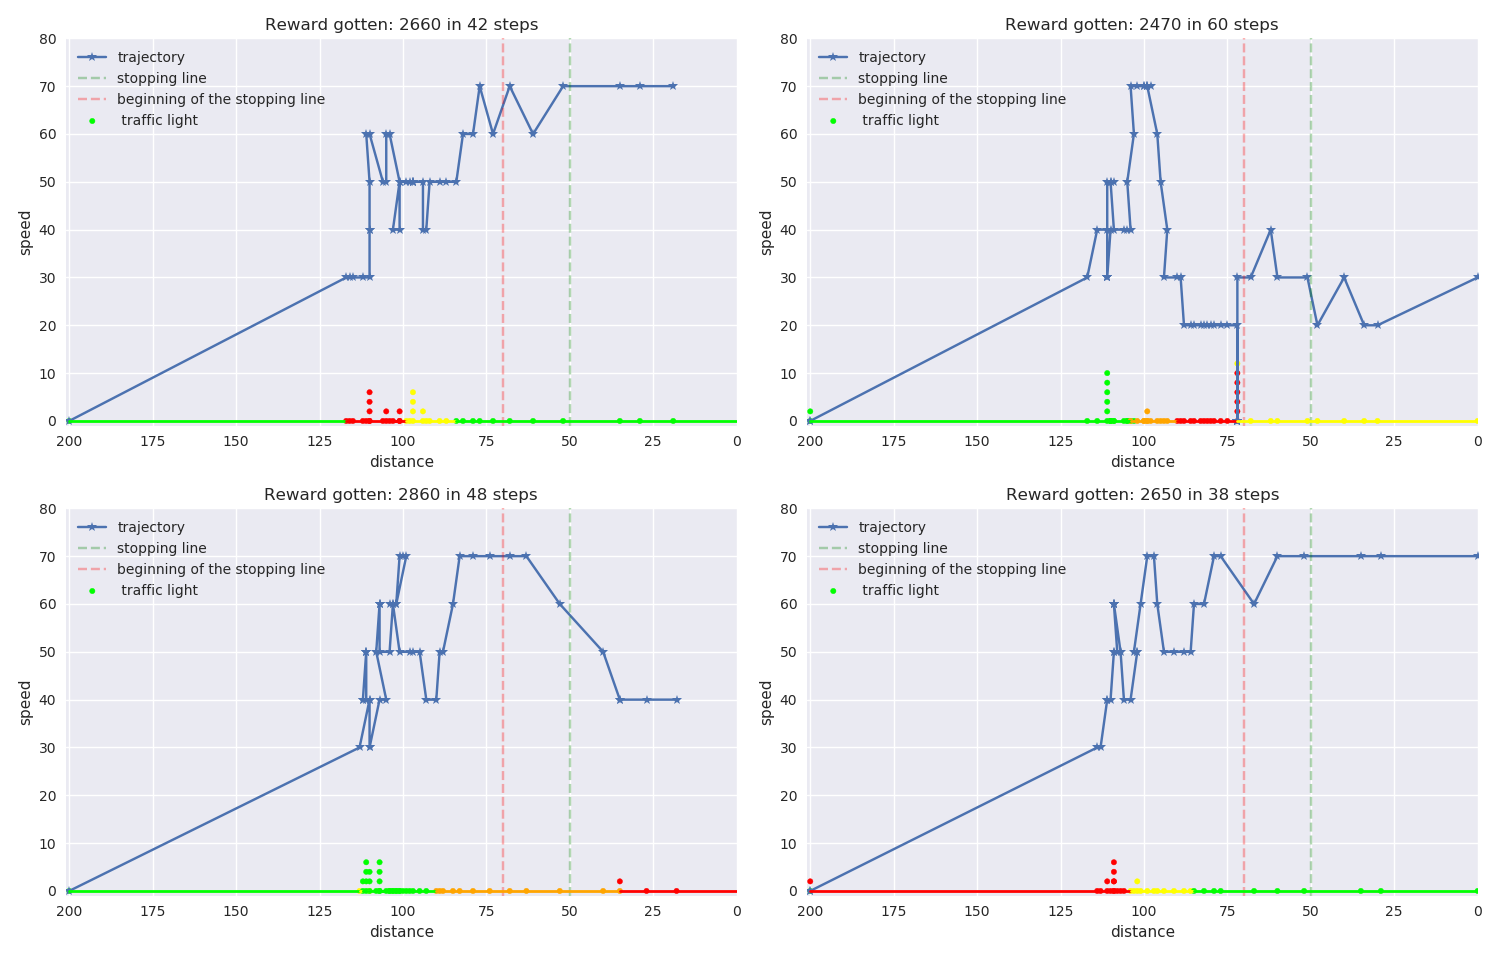 Reward gotten: 2660 in 42 steps
80
70
60
50
40
30
20
10
0
speed
trajectory
stopping line
beginning of the stopping line
traffic light
200 175 150 125 100 75 50 25 0
distance
Reward gotten: 2470 in 60 steps
80
70
60
50
40
30
20
10
0
speed
trajectory
stopping line
beginning of the stopping line
traffic light
200 175 150 125 100 75 50 25 0
distance
Reward gotten: 2860 in 48 steps
80
70
60
50
40
30
20
10
0
speed
trajectory
stopping line
beginning of the stopping line
traffic light
200 175 150 125 100 75 50 25 0
distance
Reward gotten: 2650 in 38 steps
80
70
60
50
40
30
20
10
0
speed
trajectory
stopping line
beginning of the stopping line
traffic light
200 175 150 125 100 75 50 25 0
distance